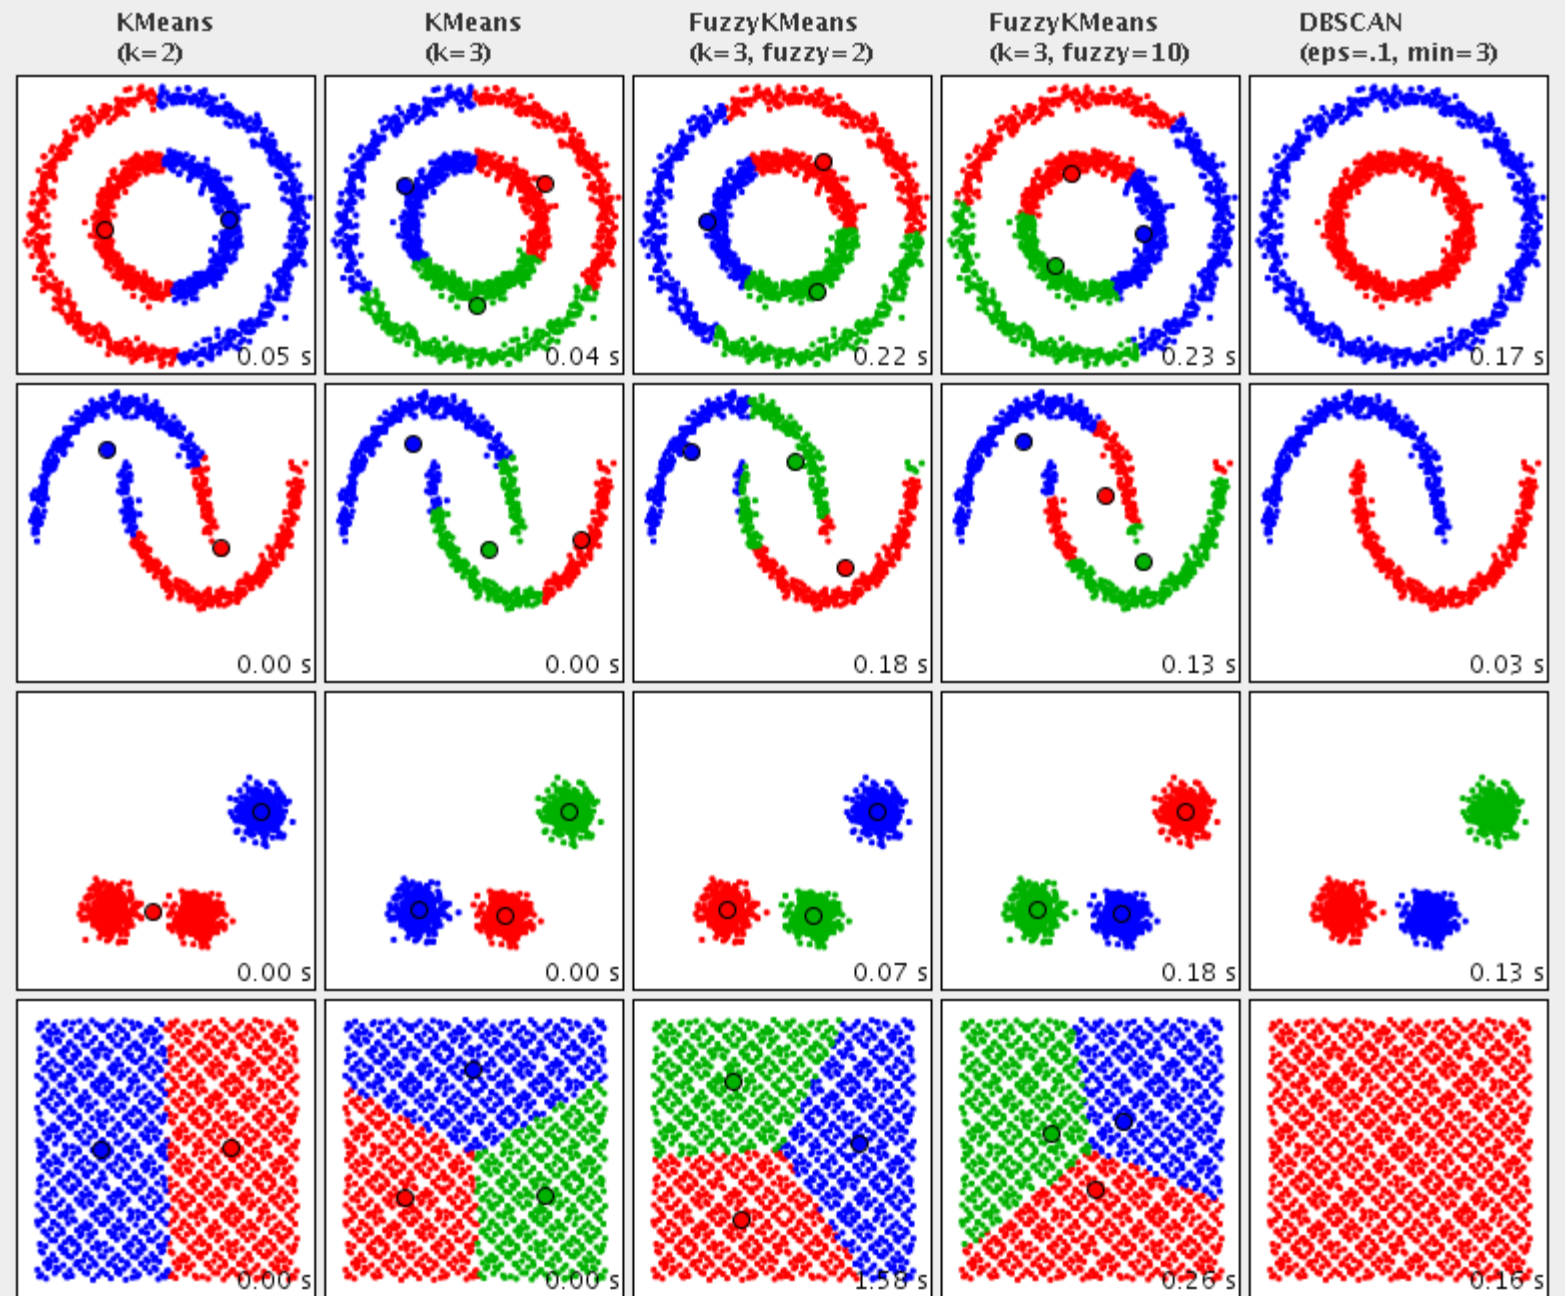 KMeans
(k=2)
KMeans
(k=3)
FuzzyKMeans
(k=3, fuzzy=2)
FuzzyKMeans
(k=3, fuzzy=10)
DBSCAN
(eps=.1, min=3)
0.05 s
0.04 s
0.22 s
0.23 s
0.17 s
0.00 s
0.00 s
0.18 s
0.13 s
0.03 s
0.00 s
0.00 s
0.07 s
0.18 s
0.13 s
0.00 s
0.00 s
1.58 s
0.26 s
0.16 s